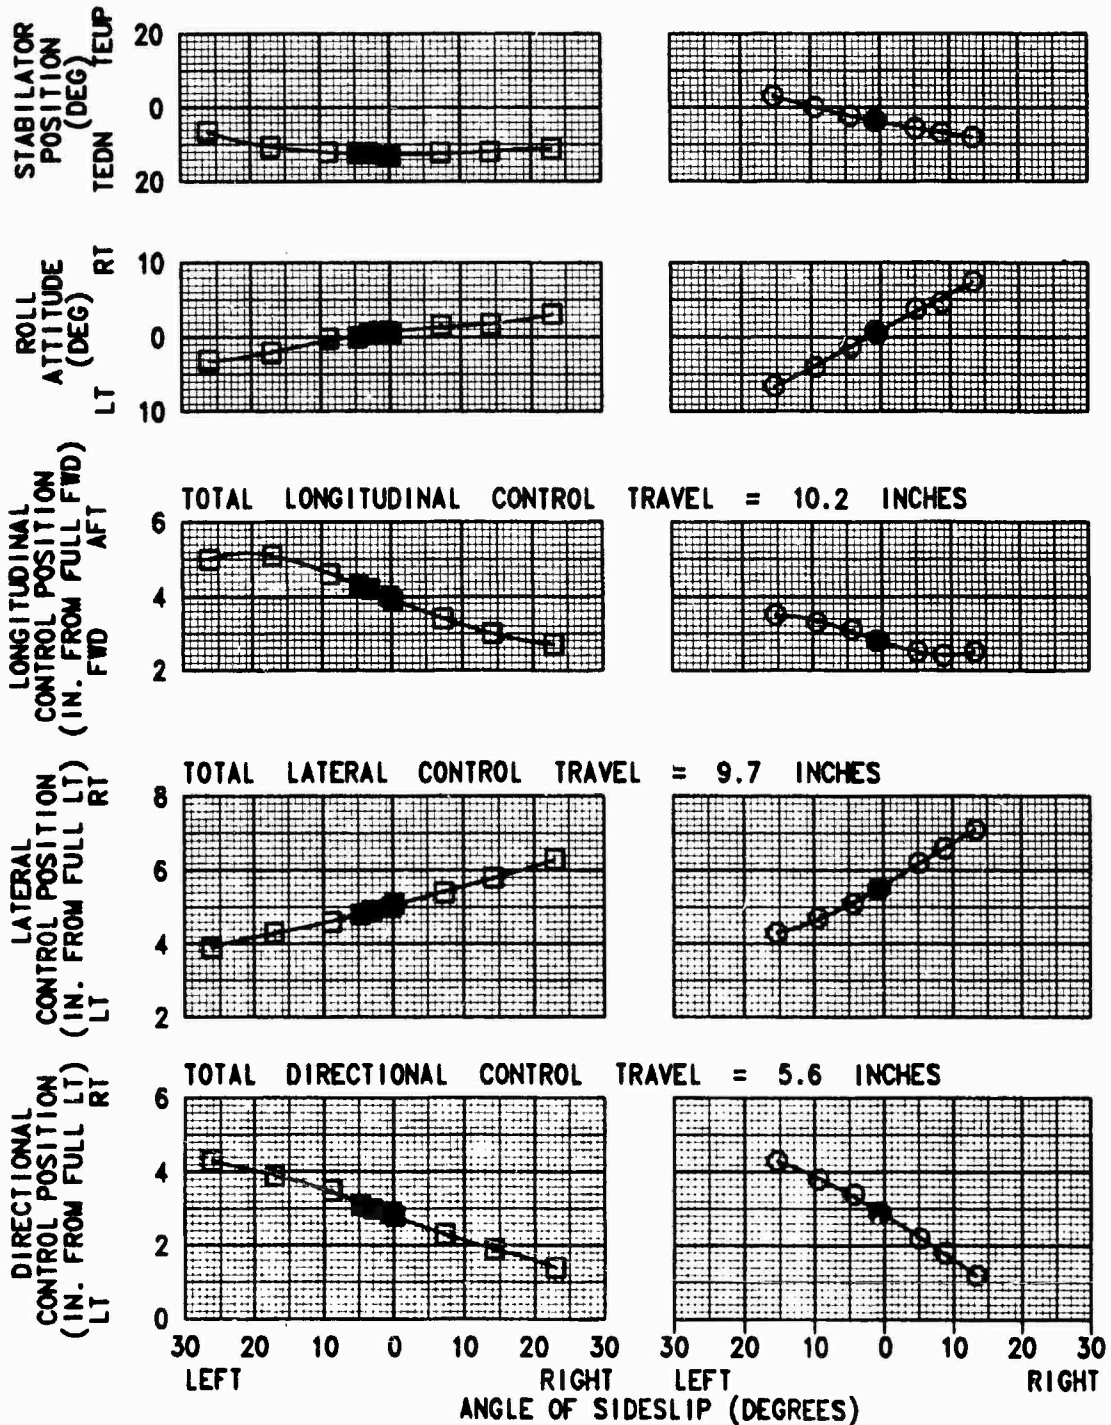 STABILATOR
POSITION
(DEG)
TEDN TEUP
20
0
20
ROLL
ATTITUDE
(DEG)
LT RT
10
0
10
LONGITUDINAL
CONTROL POSITION
(IN. FROM FULL FWD)
FWD AFT
TOTAL LONGITUDINAL CONTROL TRAVEL = 10.2 INCHES
6
4
2
LATERAL
CONTROL POSITION
(IN. FROM FULL LT)
LT RT
TOTAL LATERAL CONTROL TRAVEL = 9.7 INCHES
8
6
4
2
DIRECTIONAL
CONTROL POSITION
(IN. FROM FULL LT)
LT RT
TOTAL DIRECTIONAL CONTROL TRAVEL = 5.6 INCHES
6
4
2
0
30 20 10 0 10 20 30 30 20 10 0 10 20 30
LEFT RIGHT LEFT RIGHT
ANGLE OF SIDESLIP (DEGREES)